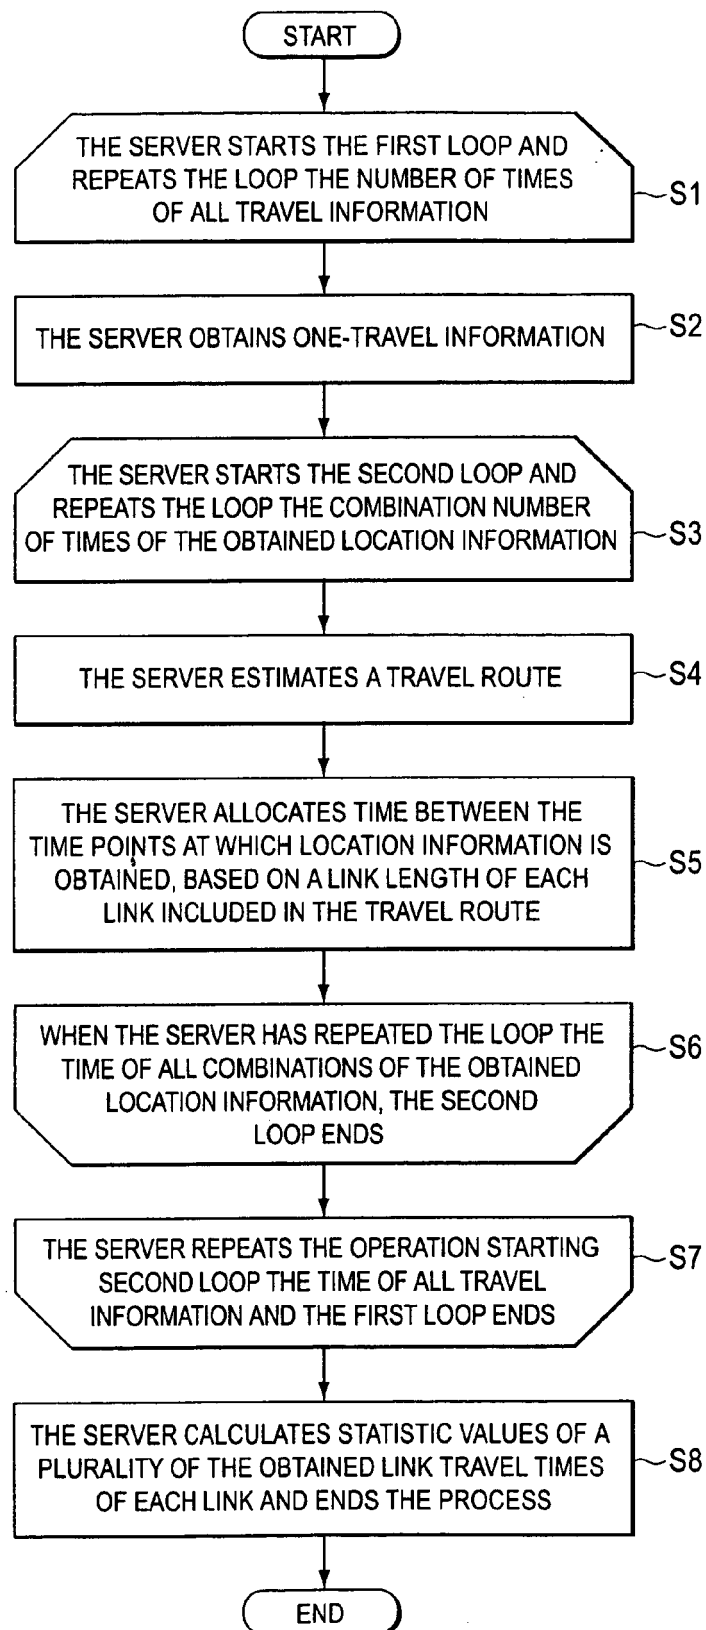 START
THE SERVER STARTS THE FIRST LOOP AND
REPEATS THE LOOP THE NUMBER OF TIMES
OF ALL TRAVEL INFORMATION
S1
THE SERVER OBTAINS ONE-TRAVEL INFORMATION
S2
THE SERVER STARTS THE SECOND LOOP AND
REPEATS THE LOOP THE COMBINATION NUMBER
OF TIMES OF THE OBTAINED LOCATION INFORMATION
S3
THE SERVER ESTIMATES A TRAVEL ROUTE
S4
THE SERVER ALLOCATES TIME BETWEEN THE
TIME POINTS AT WHICH LOCATION INFORMATION IS
OBTAINED, BASED ON A LINK LENGTH OF EACH
LINK INCLUDED IN THE TRAVEL ROUTE
S5
WHEN THE SERVER HAS REPEATED THE LOOP THE
TIME OF ALL COMBINATIONS OF THE OBTAINED
LOCATION INFORMATION, THE SECOND
LOOP ENDS
S6
THE SERVER REPEATS THE OPERATION STARTING
SECOND LOOP THE TIME OF ALL TRAVEL
INFORMATION AND THE FIRST LOOP ENDS
S7
THE SERVER CALCULATES STATISTIC VALUES OF A
PLURALITY OF THE OBTAINED LINK TRAVEL TIMES
OF EACH LINK AND ENDS THE PROCESS
S8
END